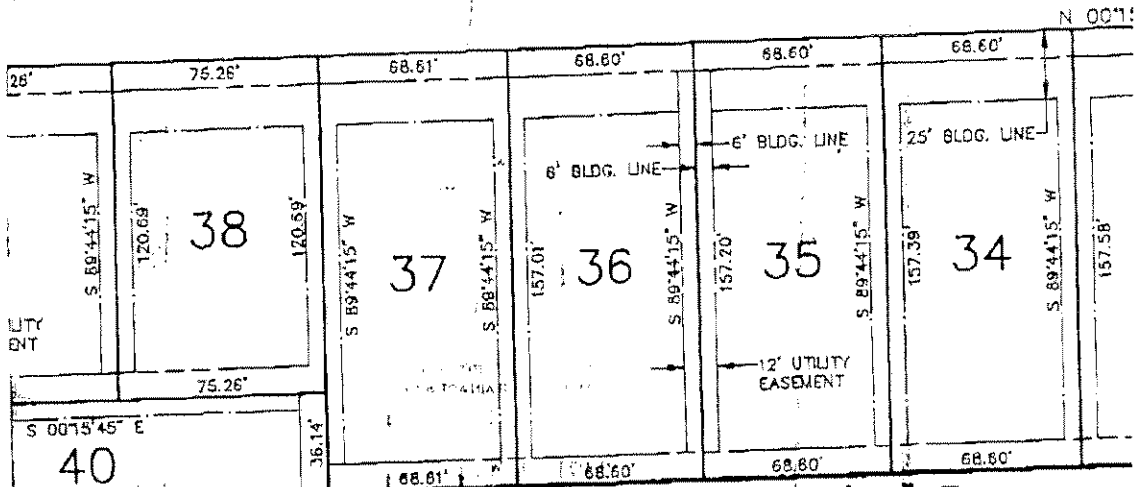 N 00°15
26'
75.26'
68.61'
68.60'
68.60'
68.60'
6' BLDG. LINE
25' BLDG. LINE
6' BLDG. LINE
S 89°44'15" W
120.69'
38
120.69'
S 89°44'15" W
37
S 89°44'15" W
157.01'
36
S 89°44'15" W
157.20'
35
S 89°44'15" W
157.39'
34
S 89°44'15" W
157.58'
LITY
ENT
12' UTILITY
EASEMENT
75.26'
S 00°15'45" E
40
36.14'
68.61'
68.60'
68.60'
68.60'